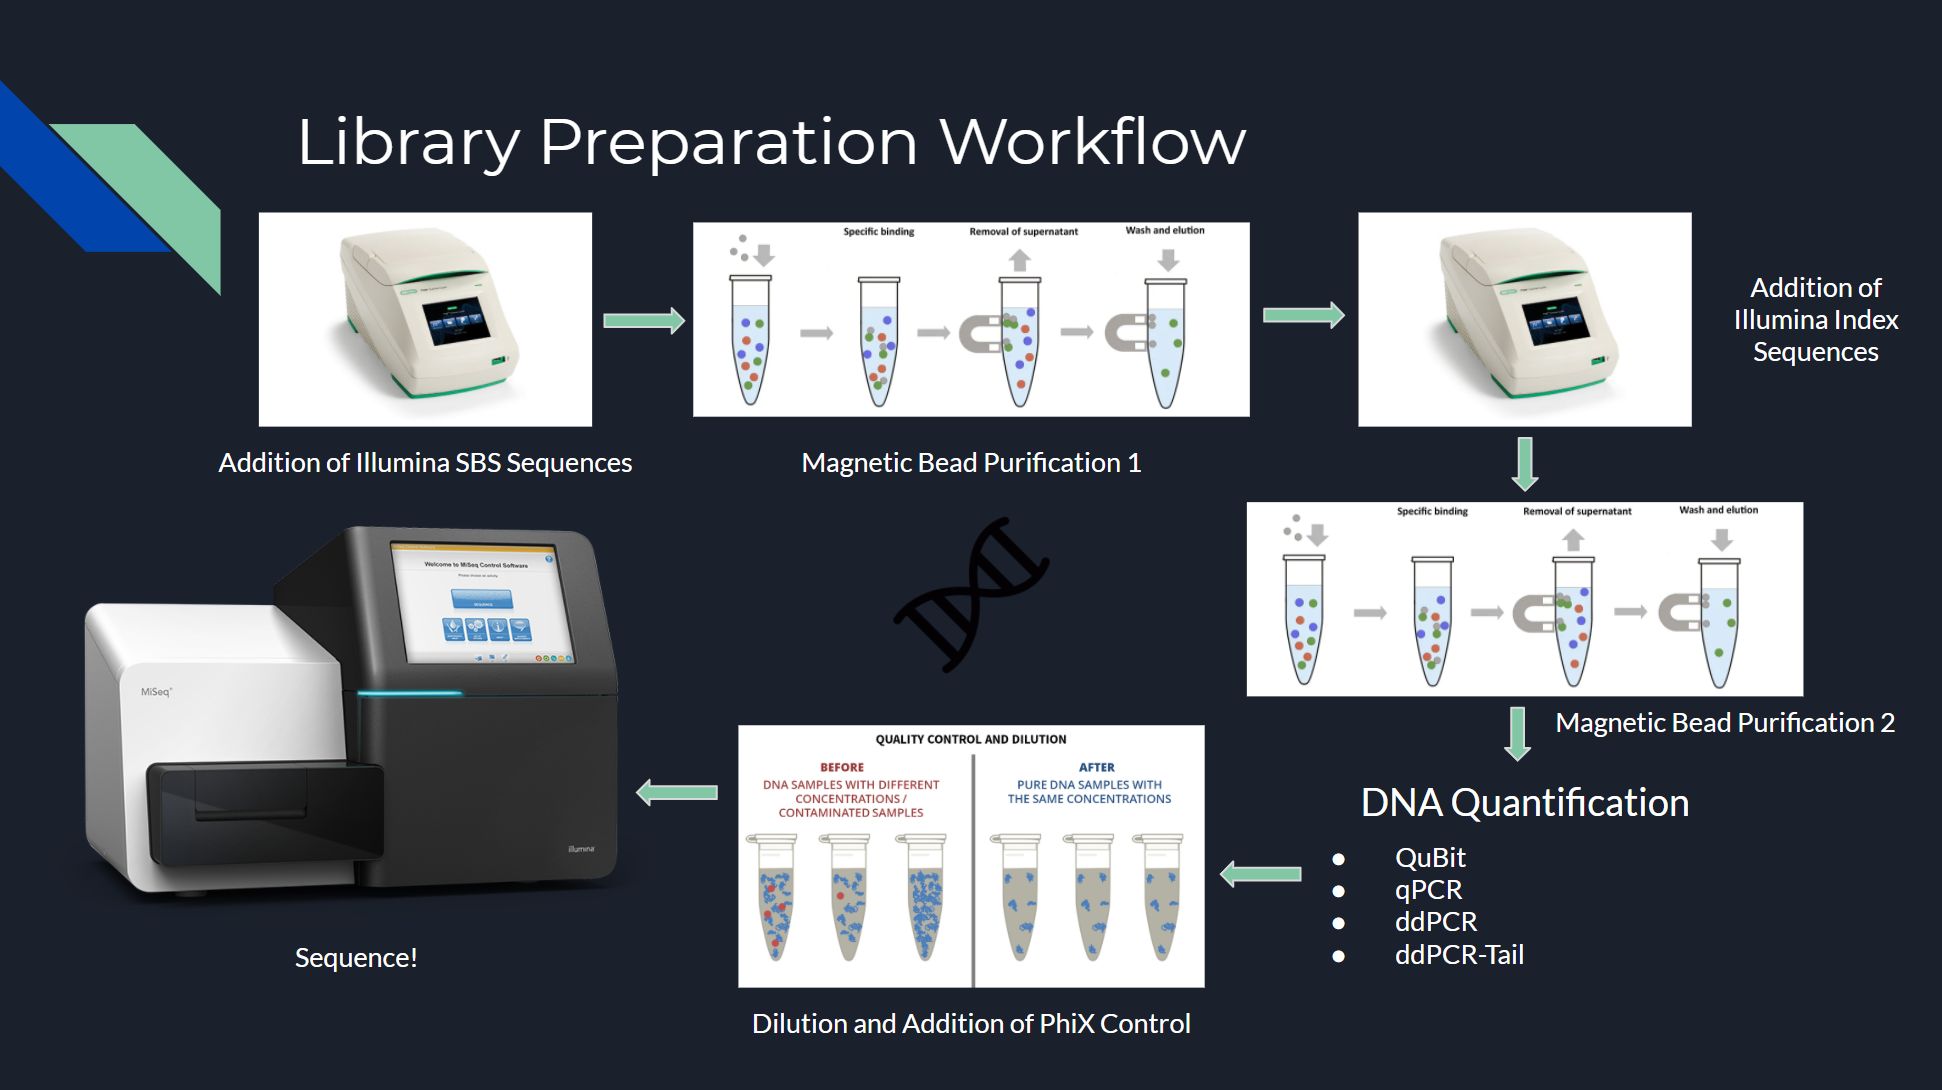 Library Preparation Workflow
Specific binding
Removal of supernatant
Wash and elution
Addition of
Illumina Index
Sequences
Addition of Illumina SBS Sequences
Magnetic Bead Purification 1
Specific binding
Removal of supernatant
Wash and elution
Welcome to MiSeq Control Software
SEQUENCE
MiSeq
illumina
Magnetic Bead Purification 2
QUALITY CONTROL AND DILUTION
BEFORE
DNA SAMPLES WITH DIFFERENT
CONCENTRATIONS /
CONTAMINATED SAMPLES
AFTER
PURE DNA SAMPLES WITH
THE SAME CONCENTRATIONS
DNA Quantification
● QuBit
● qPCR
● ddPCR
● ddPCR-Tail
Sequence!
Dilution and Addition of PhiX Control